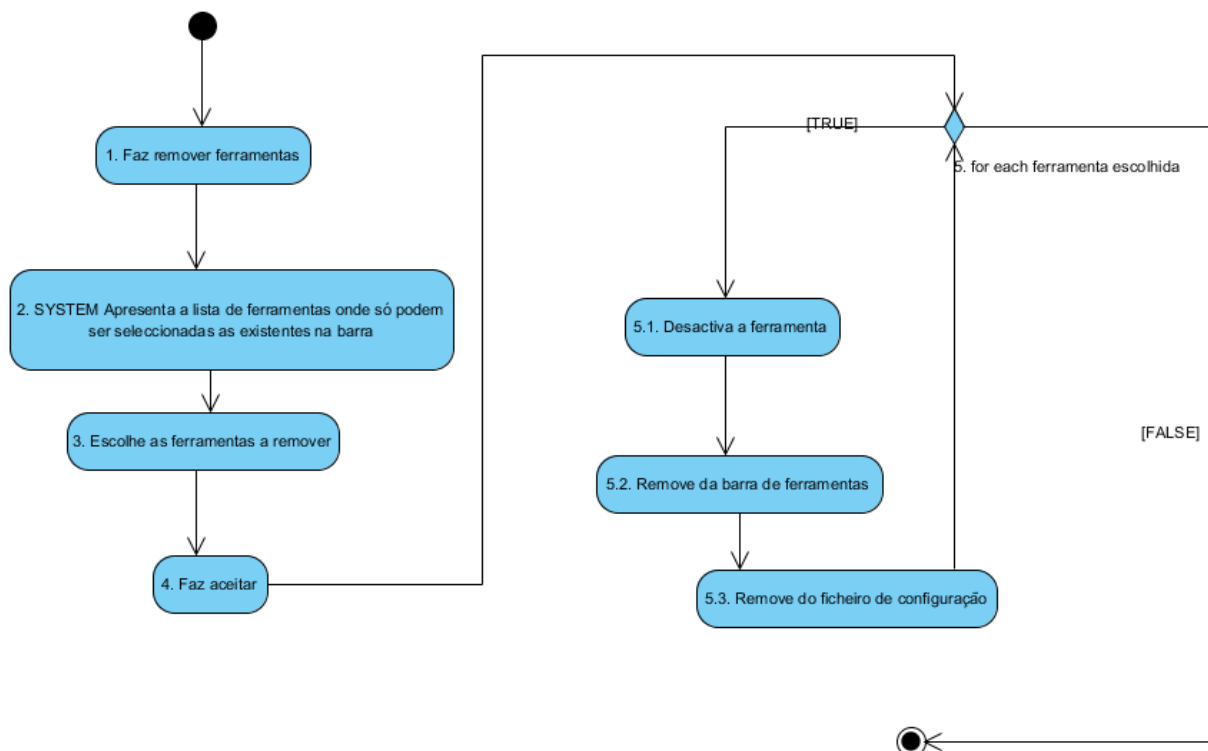 1. Faz remover ferramentas
2. SYSTEM Apresenta a lista de ferramentas onde só podem
ser seleccionadas as existentes na barra
3. Escolhe as ferramentas a remover
4. Faz aceitar
[TRUE]
5. for each ferramenta escolhida
5.1. Desactiva a ferramenta
5.2. Remove da barra de ferramentas
5.3. Remove do ficheiro de configuração
[FALSE]